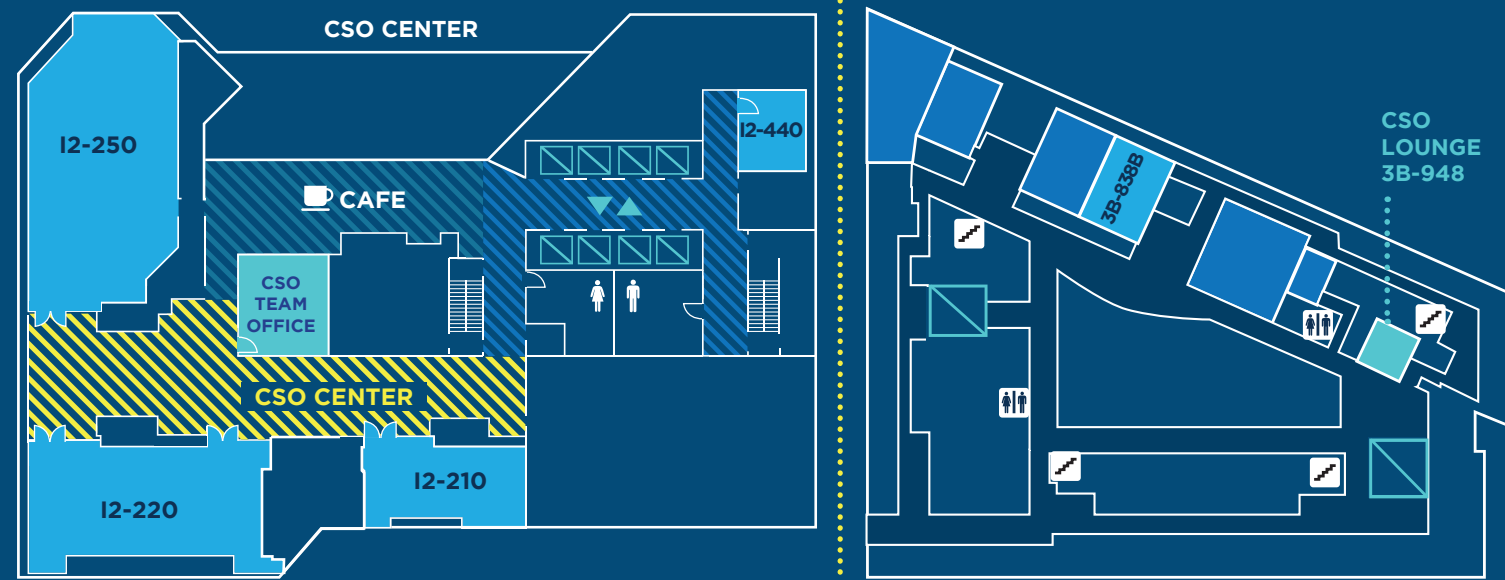 CSO CENTER
I2-250
I2-440
CAFE
CSO
TEAM
OFFICE
CSO CENTER
I2-220
I2-210
3B-838B
CSO
LOUNGE
3B-948